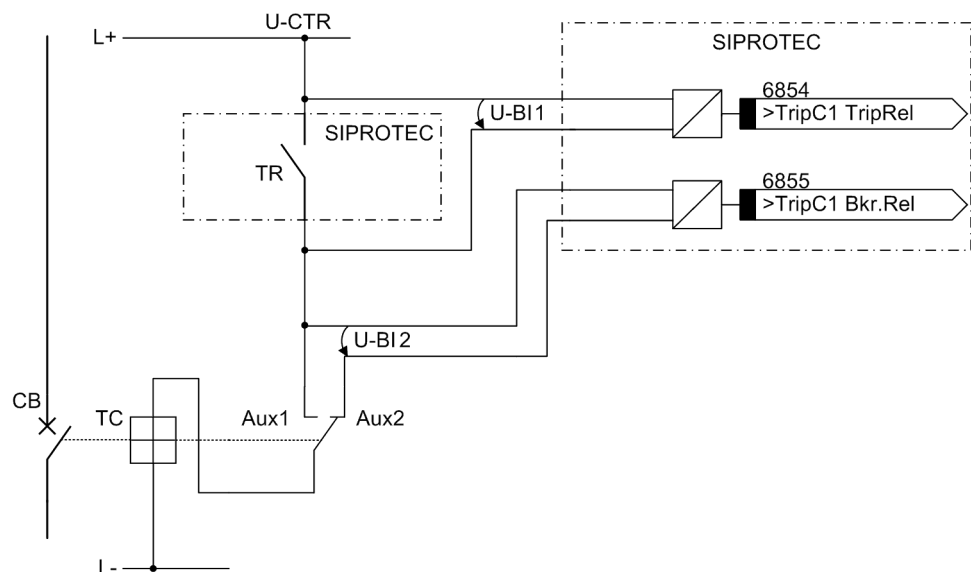 U-CTR
L+
SIPROTEC
6854
>TripC1 TripRel
U-BI1
SIPROTEC
TR
6855
>TripC1 Bkr.Rel
U-BI2
CB
TC
Aux1
Aux2
L-